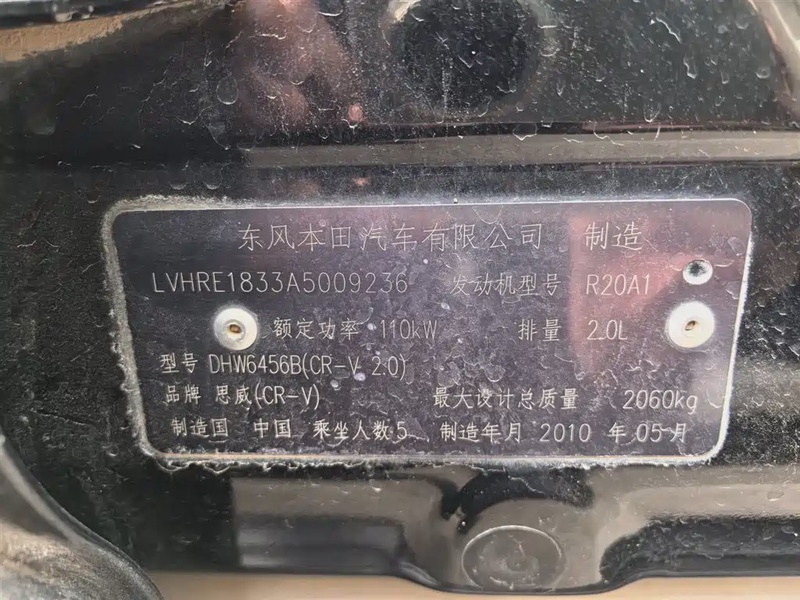 东风本田汽车有限公司 制造
LVHRE1833A5009236 发动机型号 R20A1
额定功率 110kW 排量 2.0L
型号 DHW6456B(CR-V 2.0)
品牌 思威(CR-V) 最大设计总质量 2060kg
制造国 中国 乘坐人数 5 制造年月 2010 年 05 月